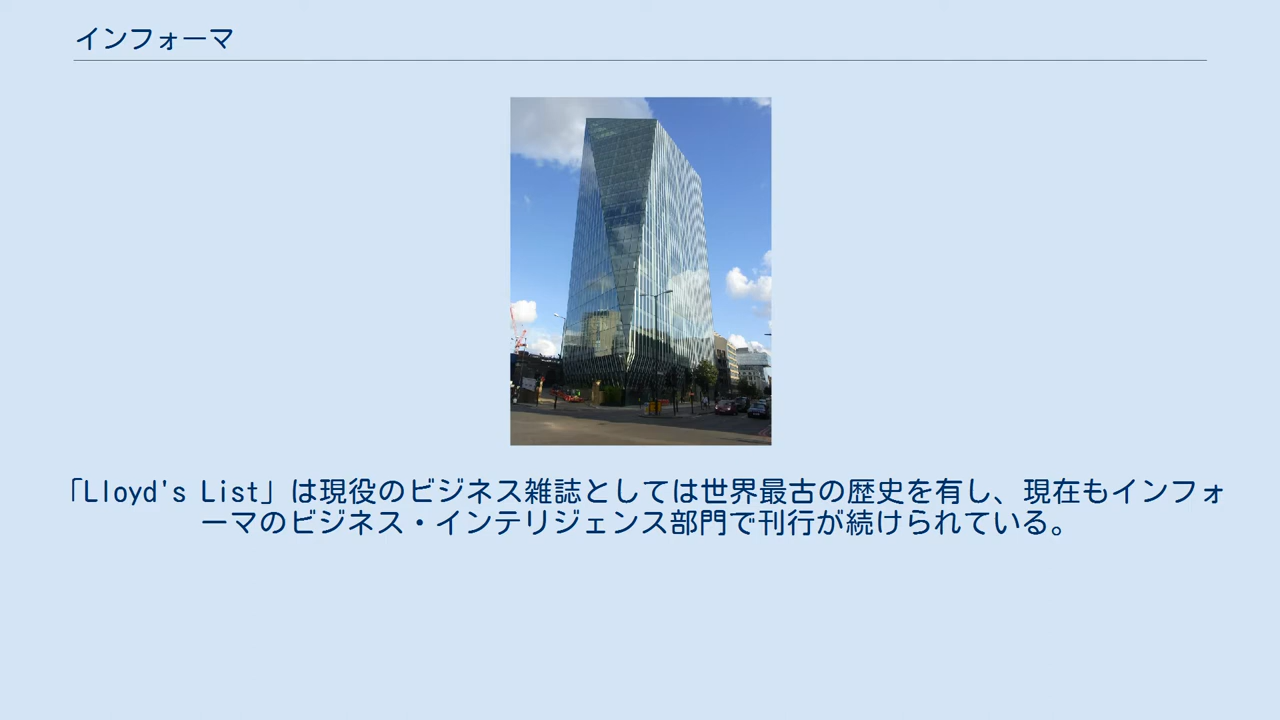 インフォーマ
「Lloyd's List」は現役のビジネス雑誌としては世界最古の歴史を有し、現在もインフォ
ーマのビジネス・インテリジェンス部門で刊行が続けられている。